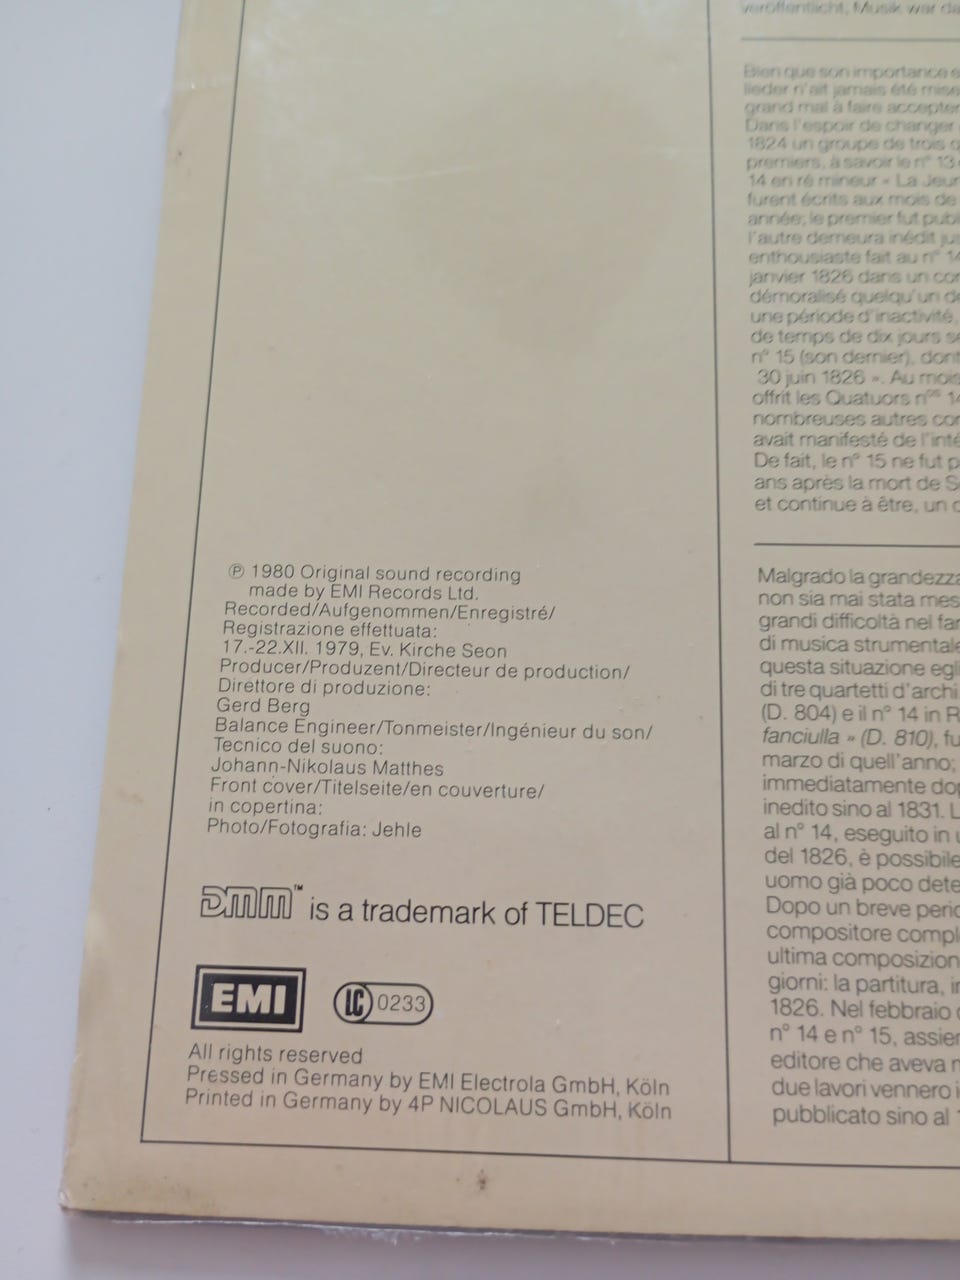 veröffentlicht, Musik war
Bien que son importance
lieder n'ait jamais été mise
grand mal à faire accepter
Dans l'espoir de changer
1824 un groupe de trois
premiers, à savoir le n° 13
14 en ré mineur « La Jeun
furent écrits aux mois de
année; le premier fut publ
l'autre demeura inédit jus
enthousiaste fait au n° 14
janvier 1826 dans un con
démoralisé quelqu'un d
une période d'inactivité,
de temps de dix jours se
n° 15 (son dernier), dont
30 juin 1826 ». Au mois
offrit les Quatuors nos 14
nombreuses autres com
avait manifesté de l'inté
De fait, le n° 15 ne fut p
ans après la mort de S
et continue à être, un
Malgrado la grandezza
non sia mai stata mes
grandi difficoltà nel far
di musica strumentale
questa situazione egli
di tre quartetti d'archi
(D. 804) e il n° 14 in R
fanciulla » (D. 810), fu
marzo di quell'anno;
immediatamente dop
inedito sino al 1831. L
al n° 14, eseguito in u
del 1826, è possibile
uomo già poco dete
Dopo un breve perio
compositore compl
ultima composizion
giorni: la partitura, in
1826. Nel febbraio
n° 14 e n° 15, assien
editore che aveva m
due lavori vennero i
pubblicato sino al 1
℗ 1980 Original sound recording
made by EMI Records Ltd.
Recorded/Aufgenommen/Enregistré/
Registrazione effettuata:
17.-22.XII. 1979, Ev. Kirche Seon
Producer/Produzent/Directeur de production/
Direttore di produzione:
Gerd Berg
Balance Engineer/Tonmeister/Ingénieur du son/
Tecnico del suono:
Johann-Nikolaus Matthes
Front cover/Titelseite/en couverture/
in copertina:
Photo/Fotografia: Jehle
DMM™ is a trademark of TELDEC
EMI LC 0233
All rights reserved
Pressed in Germany by EMI Electrola GmbH, Köln
Printed in Germany by 4P NICOLAUS GmbH, Köln